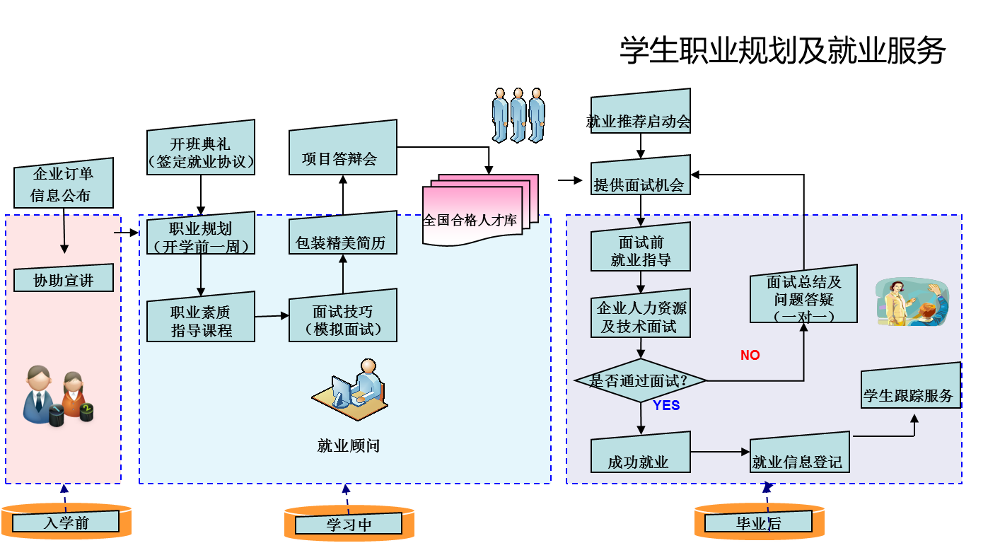 学生职业规划及就业服务
企业订单
信息公布
协助宣讲
开班典礼
（签定就业协议）
职业规划
（开学前一周）
职业素质
指导课程
项目答辩会
包装精美简历
面试技巧
（模拟面试）
就业顾问
全国合格人才库
就业推荐启动会
提供面试机会
面试前
就业指导
企业人力资源
及技术面试
是否通过面试？
NO
YES
面试总结及
问题答疑
（一对一）
成功就业
就业信息登记
学生跟踪服务
1
2
入学前
学习中
毕业后